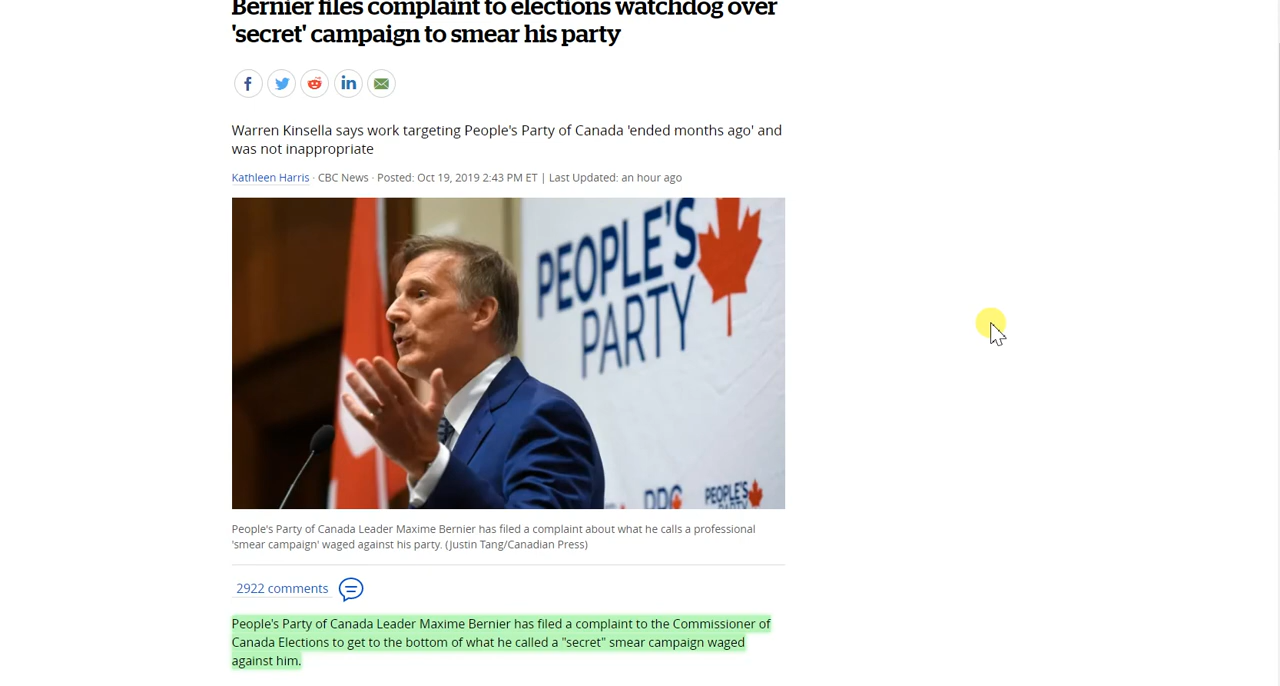 Bernier files complaint to elections watchdog over
'secret' campaign to smear his party
Warren Kinsella says work targeting People's Party of Canada 'ended months ago' and
was not inappropriate
Kathleen Harris · CBC News · Posted: Oct 19, 2019 2:43 PM ET | Last Updated: an hour ago
PEOPLE'S
PARTY
PPC
PEOPLE'S
PARTY
People's Party of Canada Leader Maxime Bernier has filed a complaint about what he calls a professional
'smear campaign' waged against his party. (Justin Tang/Canadian Press)
2922 comments
People's Party of Canada Leader Maxime Bernier has filed a complaint to the Commissioner of
Canada Elections to get to the bottom of what he called a "secret" smear campaign waged
against him.